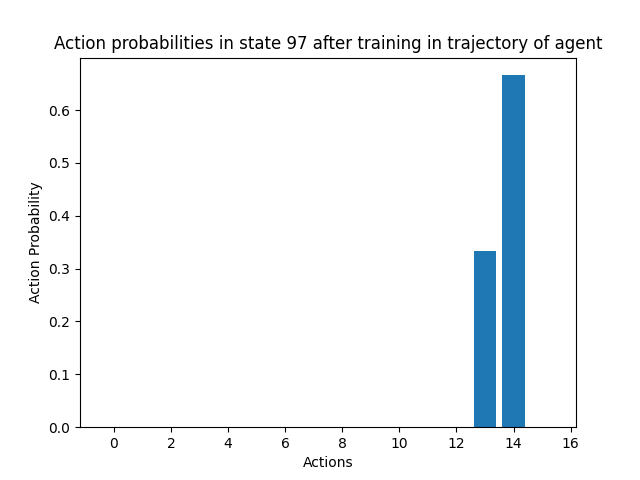 Action probabilities in state 97 after training in trajectory of agent
0.6
0.5
0.4
0.3
0.2
0.1
0.0
Action Probability
0 2 4 6 8 10 12 14 16
Actions